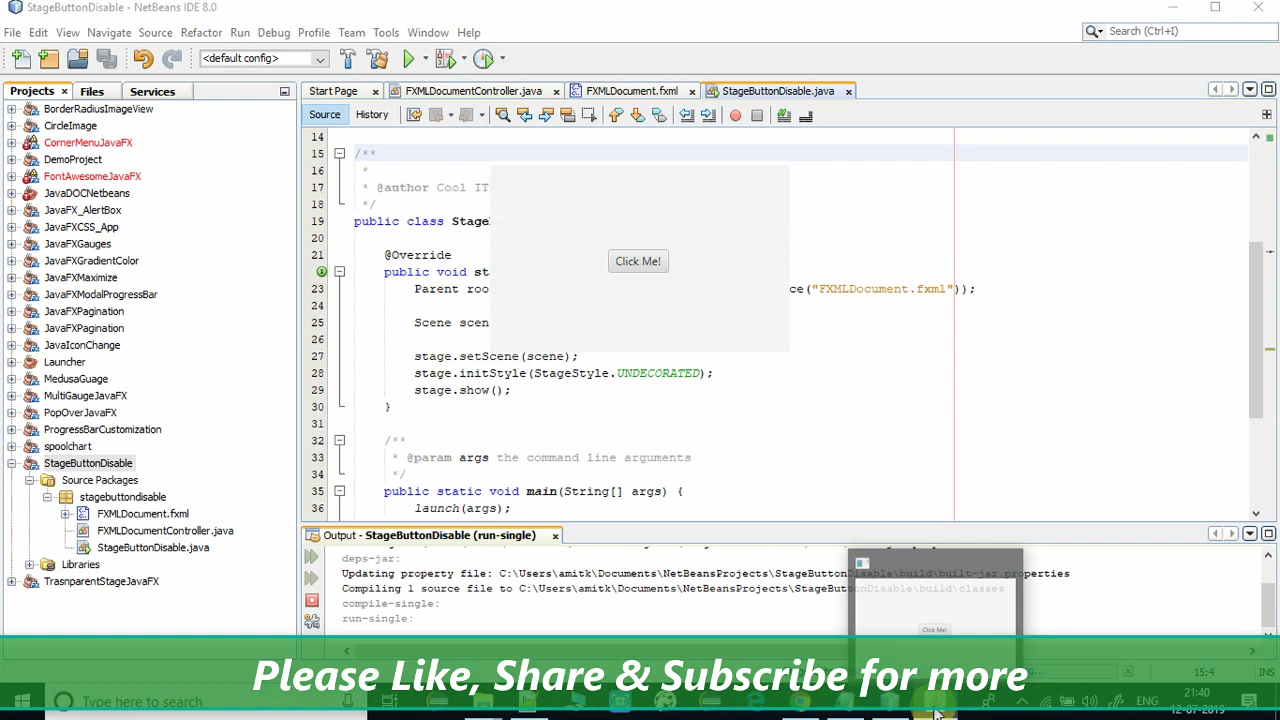 StageButtonDisable - NetBeans IDE 8.0
File Edit View Navigate Source Refactor Run Debug Profile Team Tools Window Help
Search (Ctrl+I)
<default config>
Projects Files Services
Start Page FXMLDocumentController.java FXMLDocument.fxml StageButtonDisable.java
Source History
BorderRadiusImageView
CircleImage
CornerMenuJavaFX
DemoProject
FontAwesomeJavaFX
JavaDOCNetbeans
JavaFX_AlertBox
JavaFXCSS_App
JavaFXGauges
JavaFXGradientColor
JavaFXMaximize
JavaFXModalProgressBar
JavaFXPagination
JavaFXPagination
JavaIconChange
Launcher
MedusaGuage
MultiGaugeJavaFX
PopOverJavaFX
ProgressBarCustomization
spoolchart
StageButtonDisable
Source Packages
stagebuttondisable
FXMLDocument.fxml
FXMLDocumentController.java
StageButtonDisable.java
Libraries
TrasnparentStageJavaFX
14
15 /**
16 *
17 * @author Cool IT
18 */
19 public class Stage
20
21 @Override
public void st
23 Parent roo ce("FXMLDocument.fxml"));
24
25 Scene scen
26
27 stage.setScene(scene);
28 stage.initStyle(StageStyle.UNDECORATED);
29 stage.show();
30 }
31
32 /**
33 * @param args the command line arguments
34 */
35 public static void main(String[] args) {
36 launch(args);
Click Me!
Output - StageButtonDisable (run-single)
deps-jar:
Updating property file: C:\Users\amitk\Documents\NetBeansProjects\StageButtonDisable\build\built-jar.properties
Compiling 1 source file to C:\Users\amitk\Documents\NetBeansProjects\StageButtonDisable\build\classes
compile-single:
run-single:
Click Me!
15:4 INS
Please Like, Share & Subscribe for more
Type here to search
ENG
21:40
12-07-2019